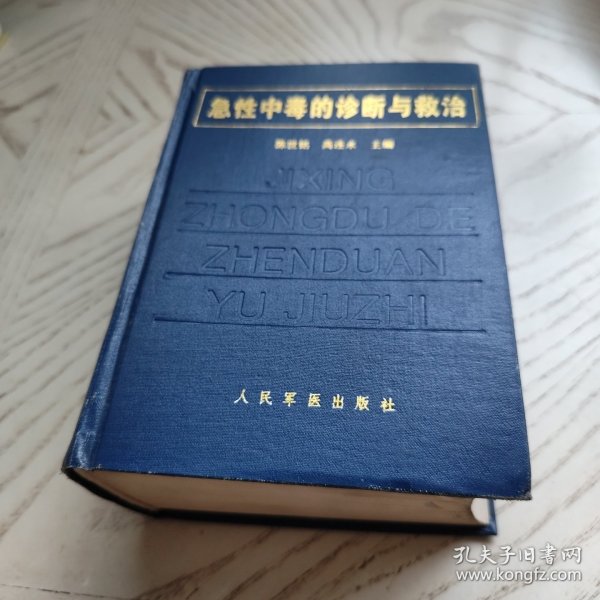 急性中毒的诊断与救治
陈世铭 高连永 主编
JIXING
ZHONGDU DE
ZHENDUAN
YU JIUZHI
人民军医出版社
孔夫子旧书网
www.kongfz.com